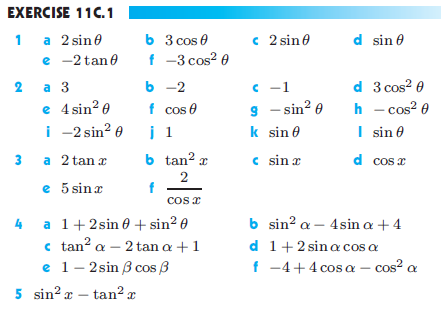 EXERCISE 11C.1
1 a 2 sin θ b 3 cos θ c 2 sin θ d sin θ
e −2 tan θ f −3 cos² θ
2 a 3 b −2 c −1 d 3 cos² θ
e 4 sin² θ f cos θ g − sin² θ h − cos² θ
i −2 sin² θ j 1 k sin θ l sin θ
3 a 2 tan x b tan² x c sin x d cos x
e 5 sin x f 2/cos x
4 a 1 + 2 sin θ + sin² θ b sin² α − 4 sin α + 4
c tan² α − 2 tan α + 1 d 1 + 2 sin α cos α
e 1 − 2 sin β cos β f −4 + 4 cos α − cos² α
5 sin² x − tan² x